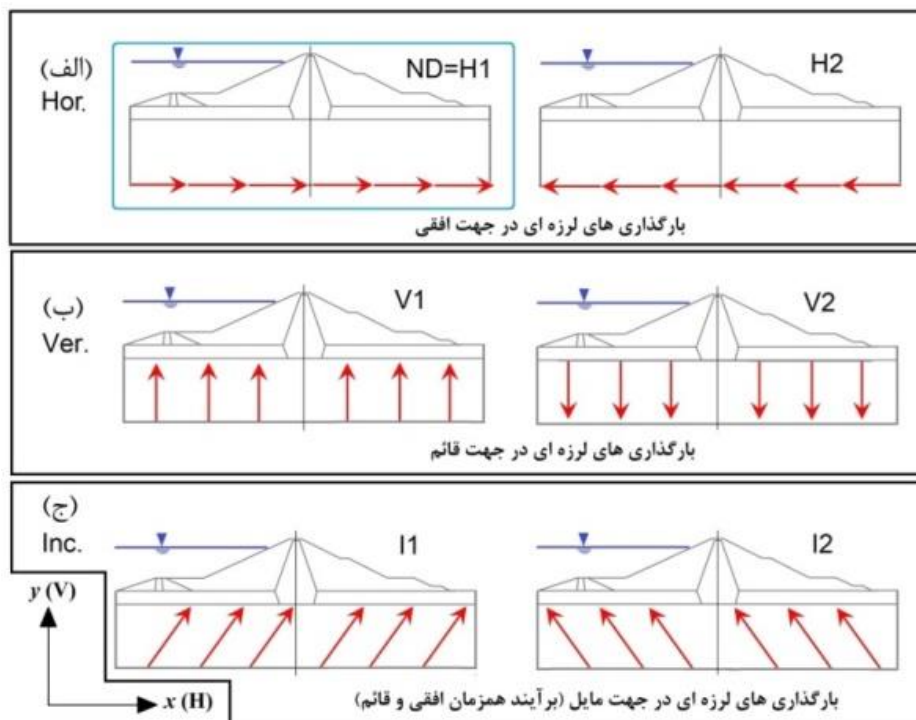 (الف)
Hor.
ND=H1
H2
بارگذاری های لرزه ای در جهت افقی
(ب)
Ver.
V1
V2
بارگذاری های لرزه ای در جهت قائم
(ج)
Inc.
I1
I2
y (V)
x (H)
بارگذاری های لرزه ای در جهت مایل (برآیند همزمان افقی و قائم)